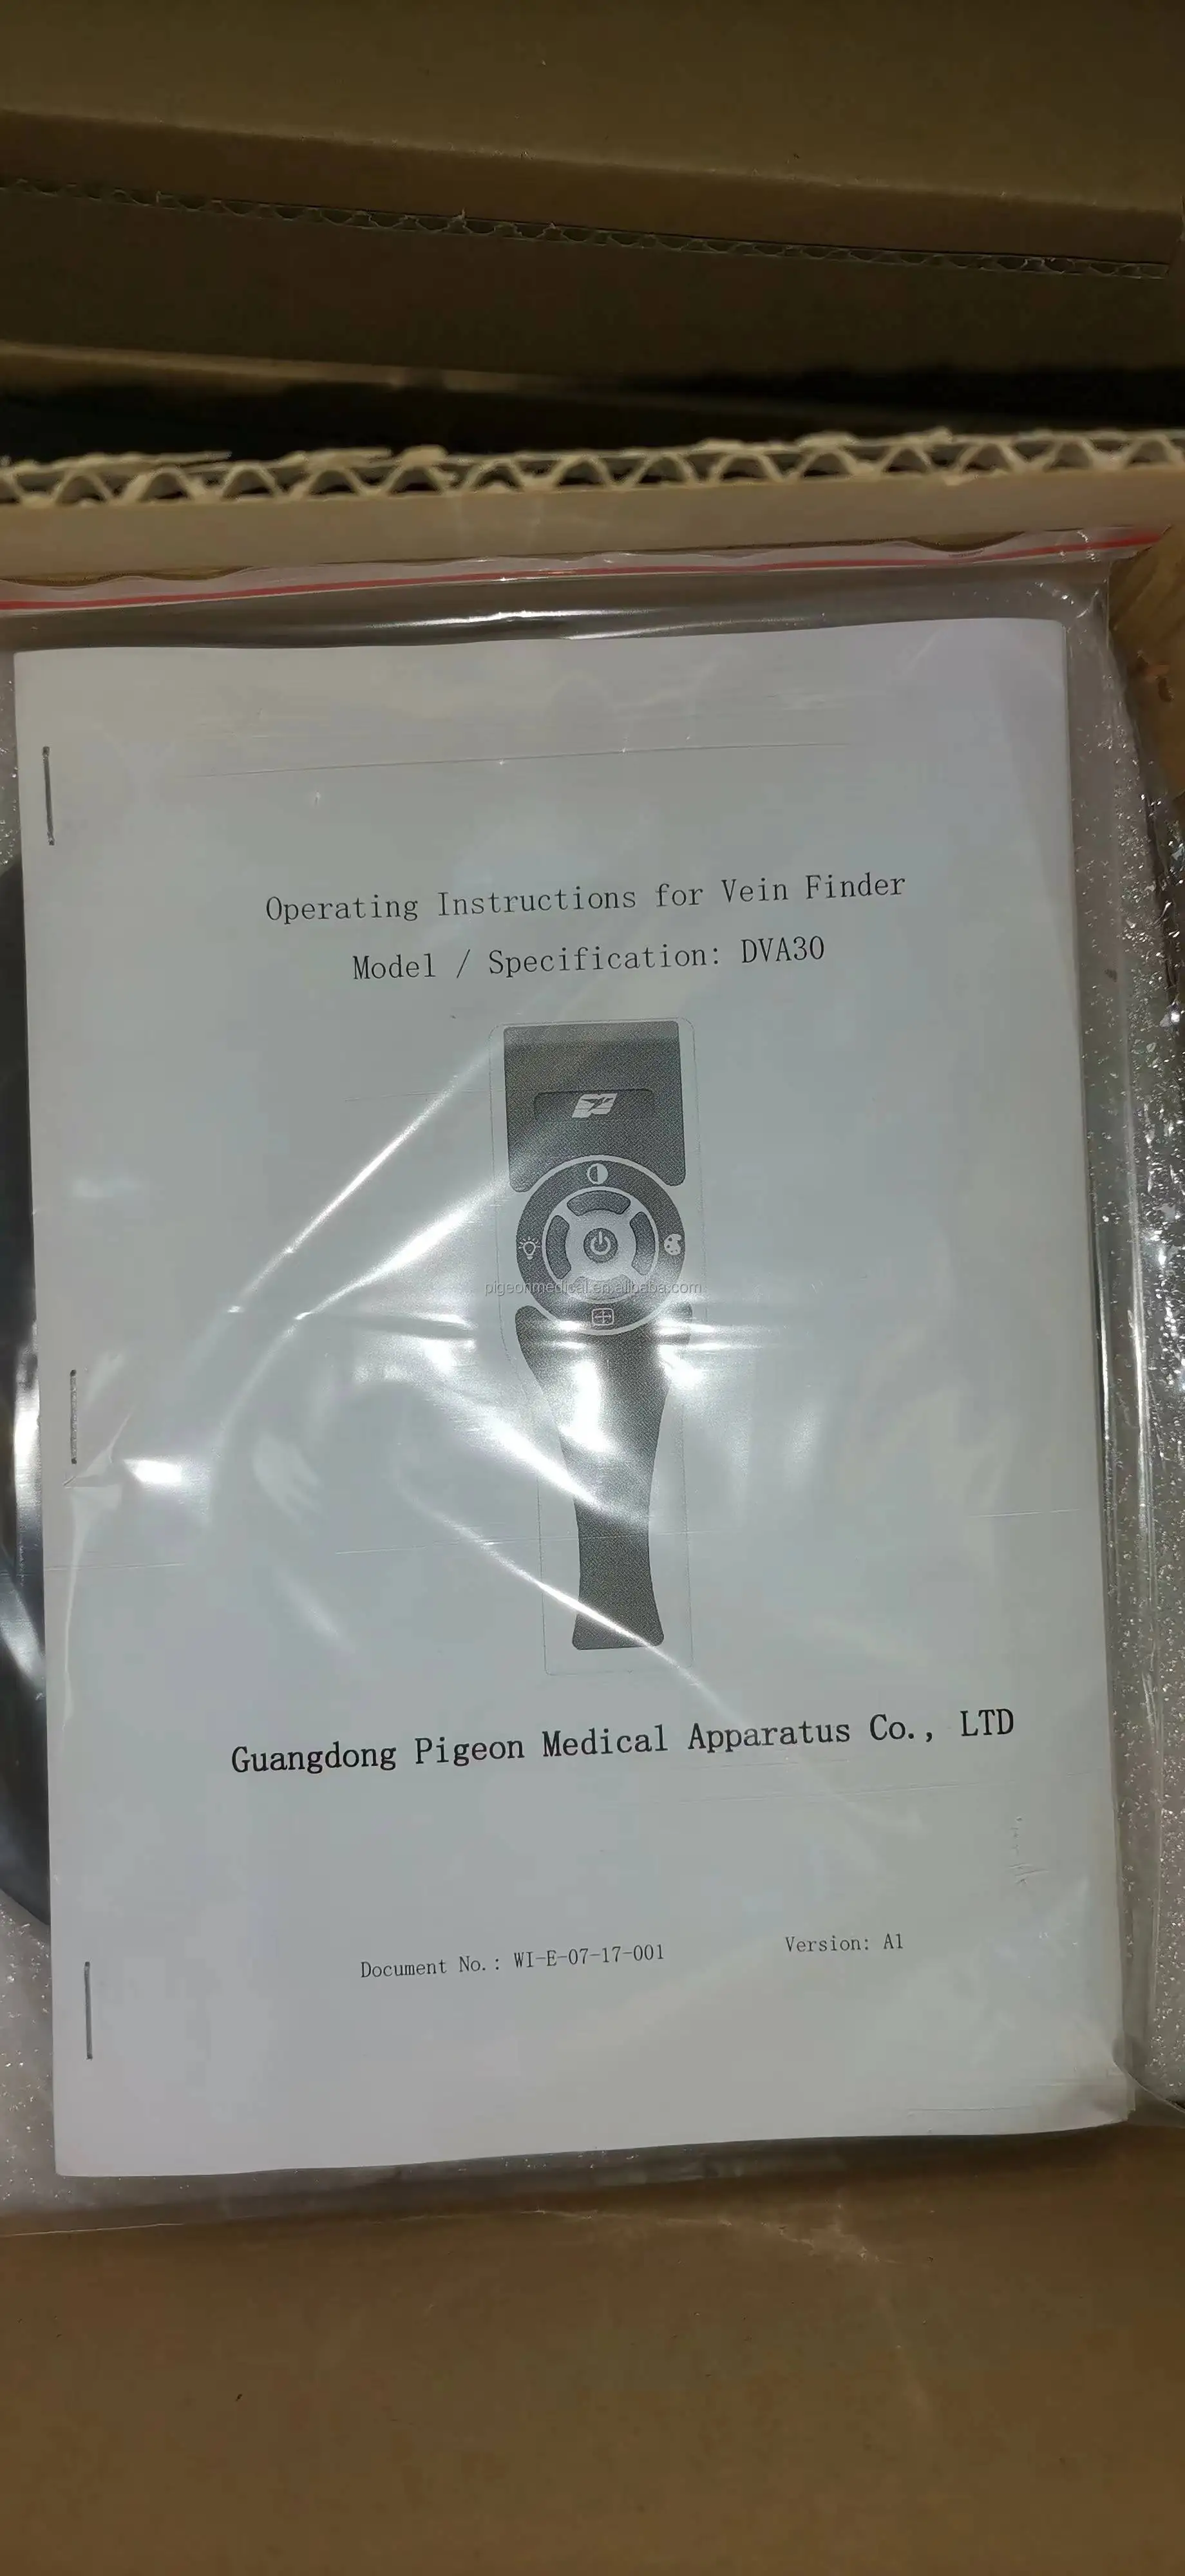 Operating Instructions for Vein Finder
Model / Specification: DVA30
pigeonmedical.en.alibaba.com
Guangdong Pigeon Medical Apparatus Co., LTD
Document No.: WI-E-07-17-001 Version: A1